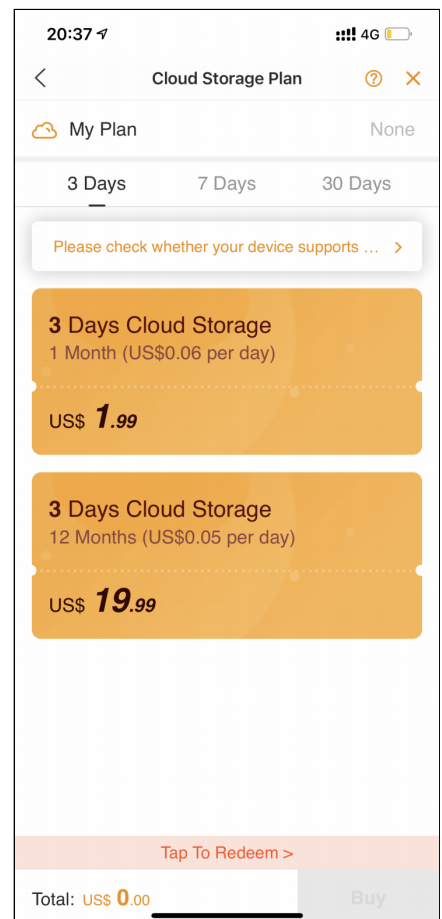 20:37 4G
Cloud Storage Plan ?
My Plan None
3 Days 7 Days 30 Days
Please check whether your device supports ... >
3 Days Cloud Storage
1 Month (US$0.06 per day)
US$ 1.99
3 Days Cloud Storage
12 Months (US$0.05 per day)
US$ 19.99
Tap To Redeem >
Total: US$ 0.00 Buy